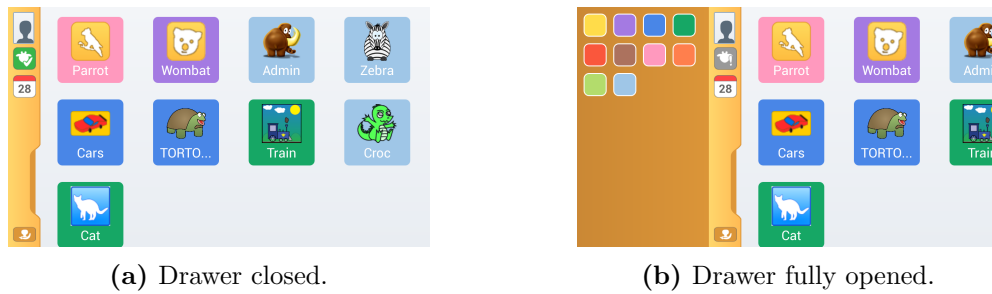 Parrot Wombat Admin Zebra
28
Cars TORTO... Train Croc
Cat
Parrot Wombat Admi
28
Cars TORTO... Train
Cat
(a) Drawer closed.
(b) Drawer fully opened.